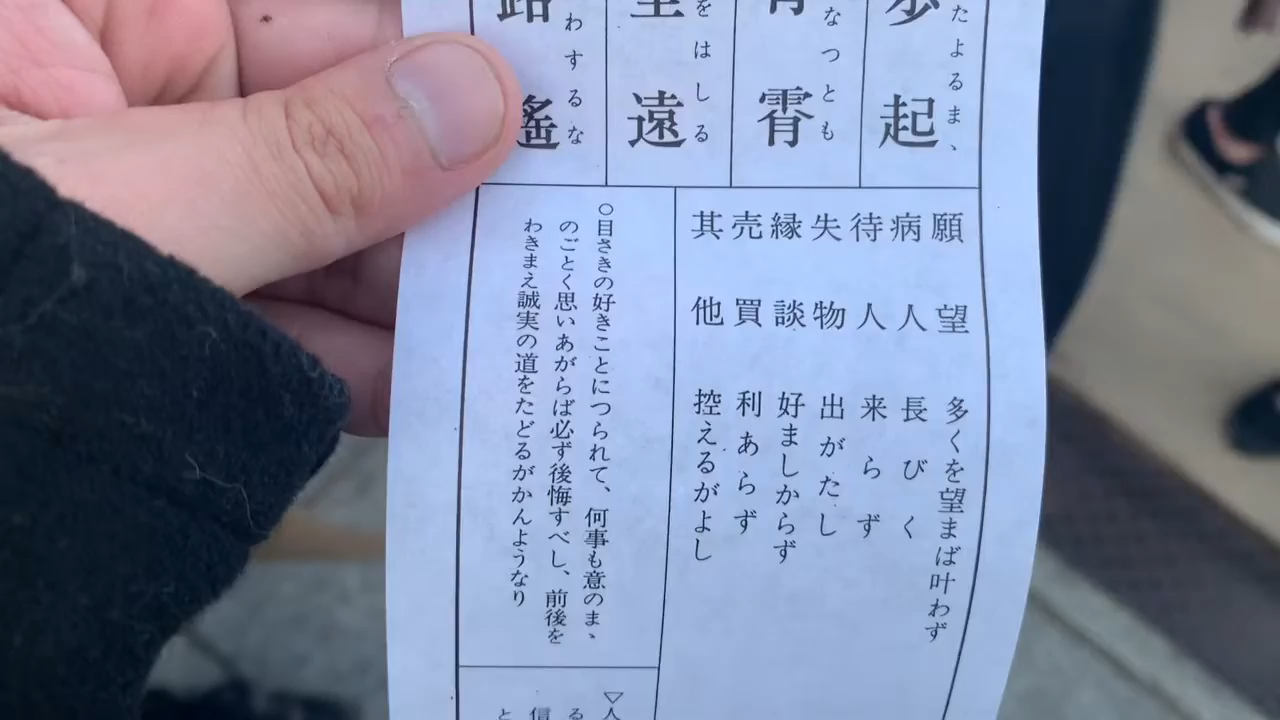 たよるま、
起
なつとも
霄
をはしる
遠
わするな
遙
願望 多くを望まば叶わず
病人 長びく
待人 来らず
失物 出がたし
縁談 好ましからず
売買 利あらず
其他 控えるがよし
○目さきの好きことにつられて、何事も意のまゝ
のごとく思いあがらば必ず後悔すべし、前後を
わきまえ誠実の道をたどるがかんようなり
▽人
る
信
と